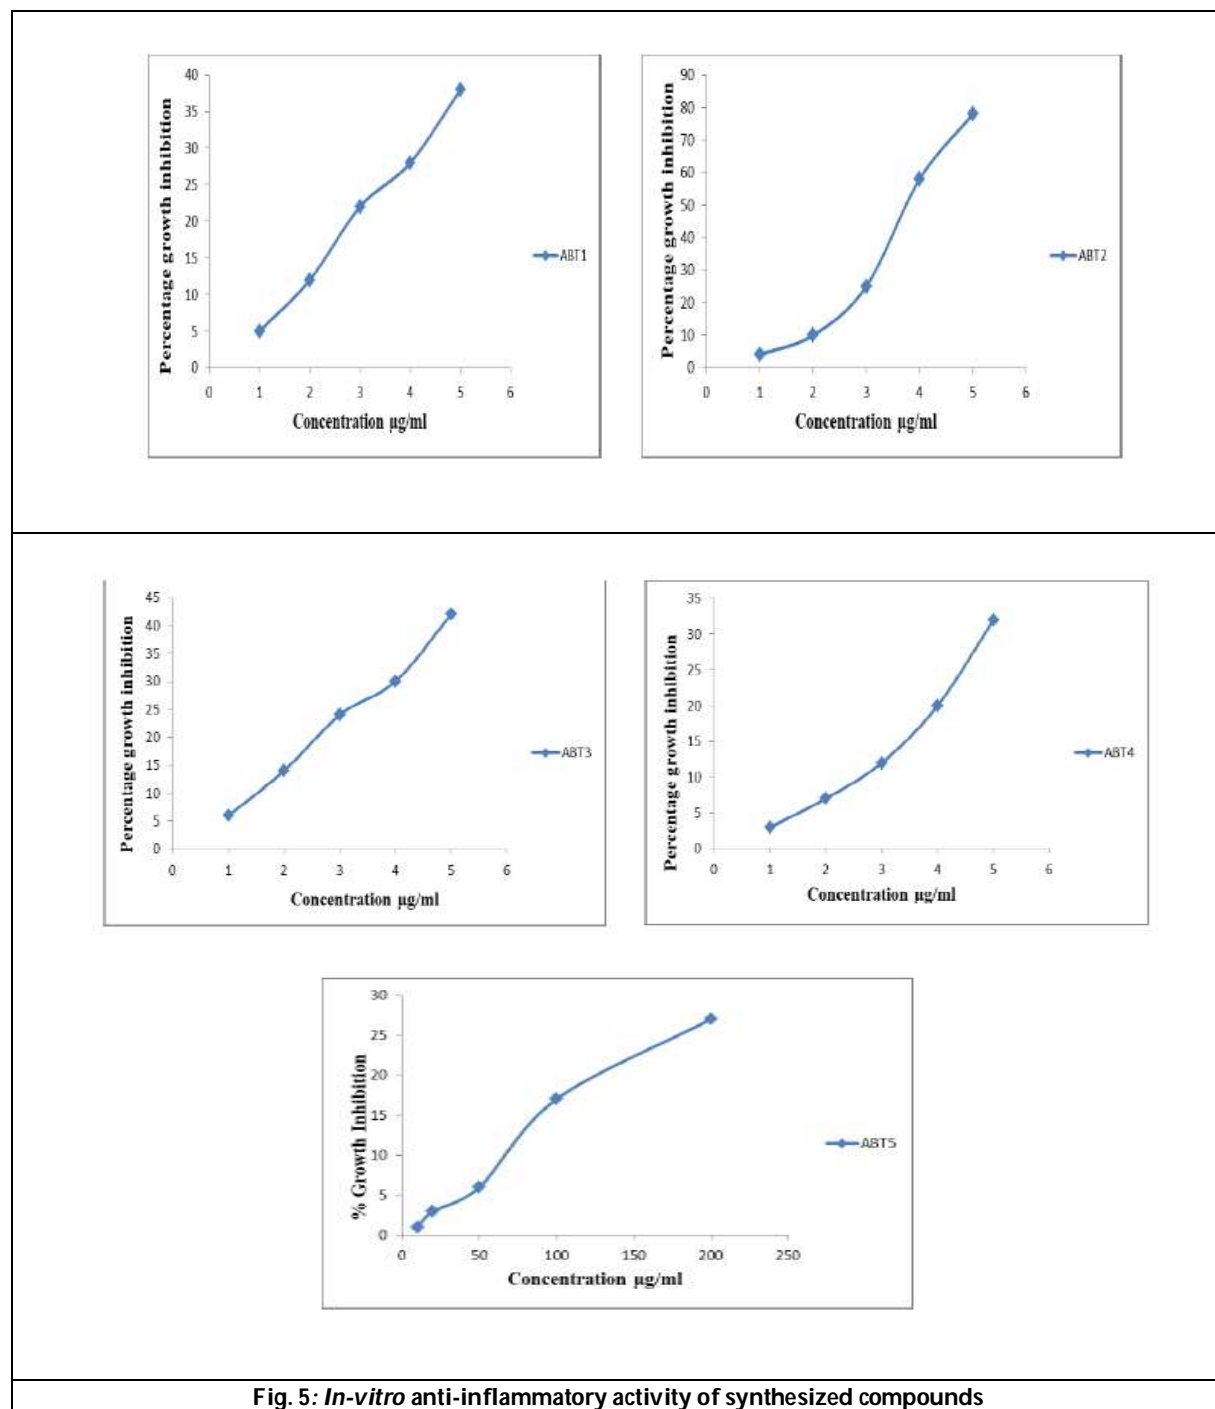 Percentage growth inhibition
40
35
30
25
20
15
10
5
0
0 1 2 3 4 5 6
Concentration µg/ml
ABT1
Percentage growth inhibition
90
80
70
60
50
40
30
20
10
0
0 1 2 3 4 5 6
Concentration µg/ml
ABT2
Percentage growth inhibition
45
40
35
30
25
20
15
10
5
0
0 1 2 3 4 5 6
Concentration µg/ml
ABT3
Percentage growth inhibition
35
30
25
20
15
10
5
0
0 1 2 3 4 5 6
Concentration µg/ml
ABT4
% Growth Inhibition
30
25
20
15
10
5
0
0 50 100 150 200 250
Concentration µg/ml
ABT5
Fig. 5: In-vitro anti-inflammatory activity of synthesized compounds